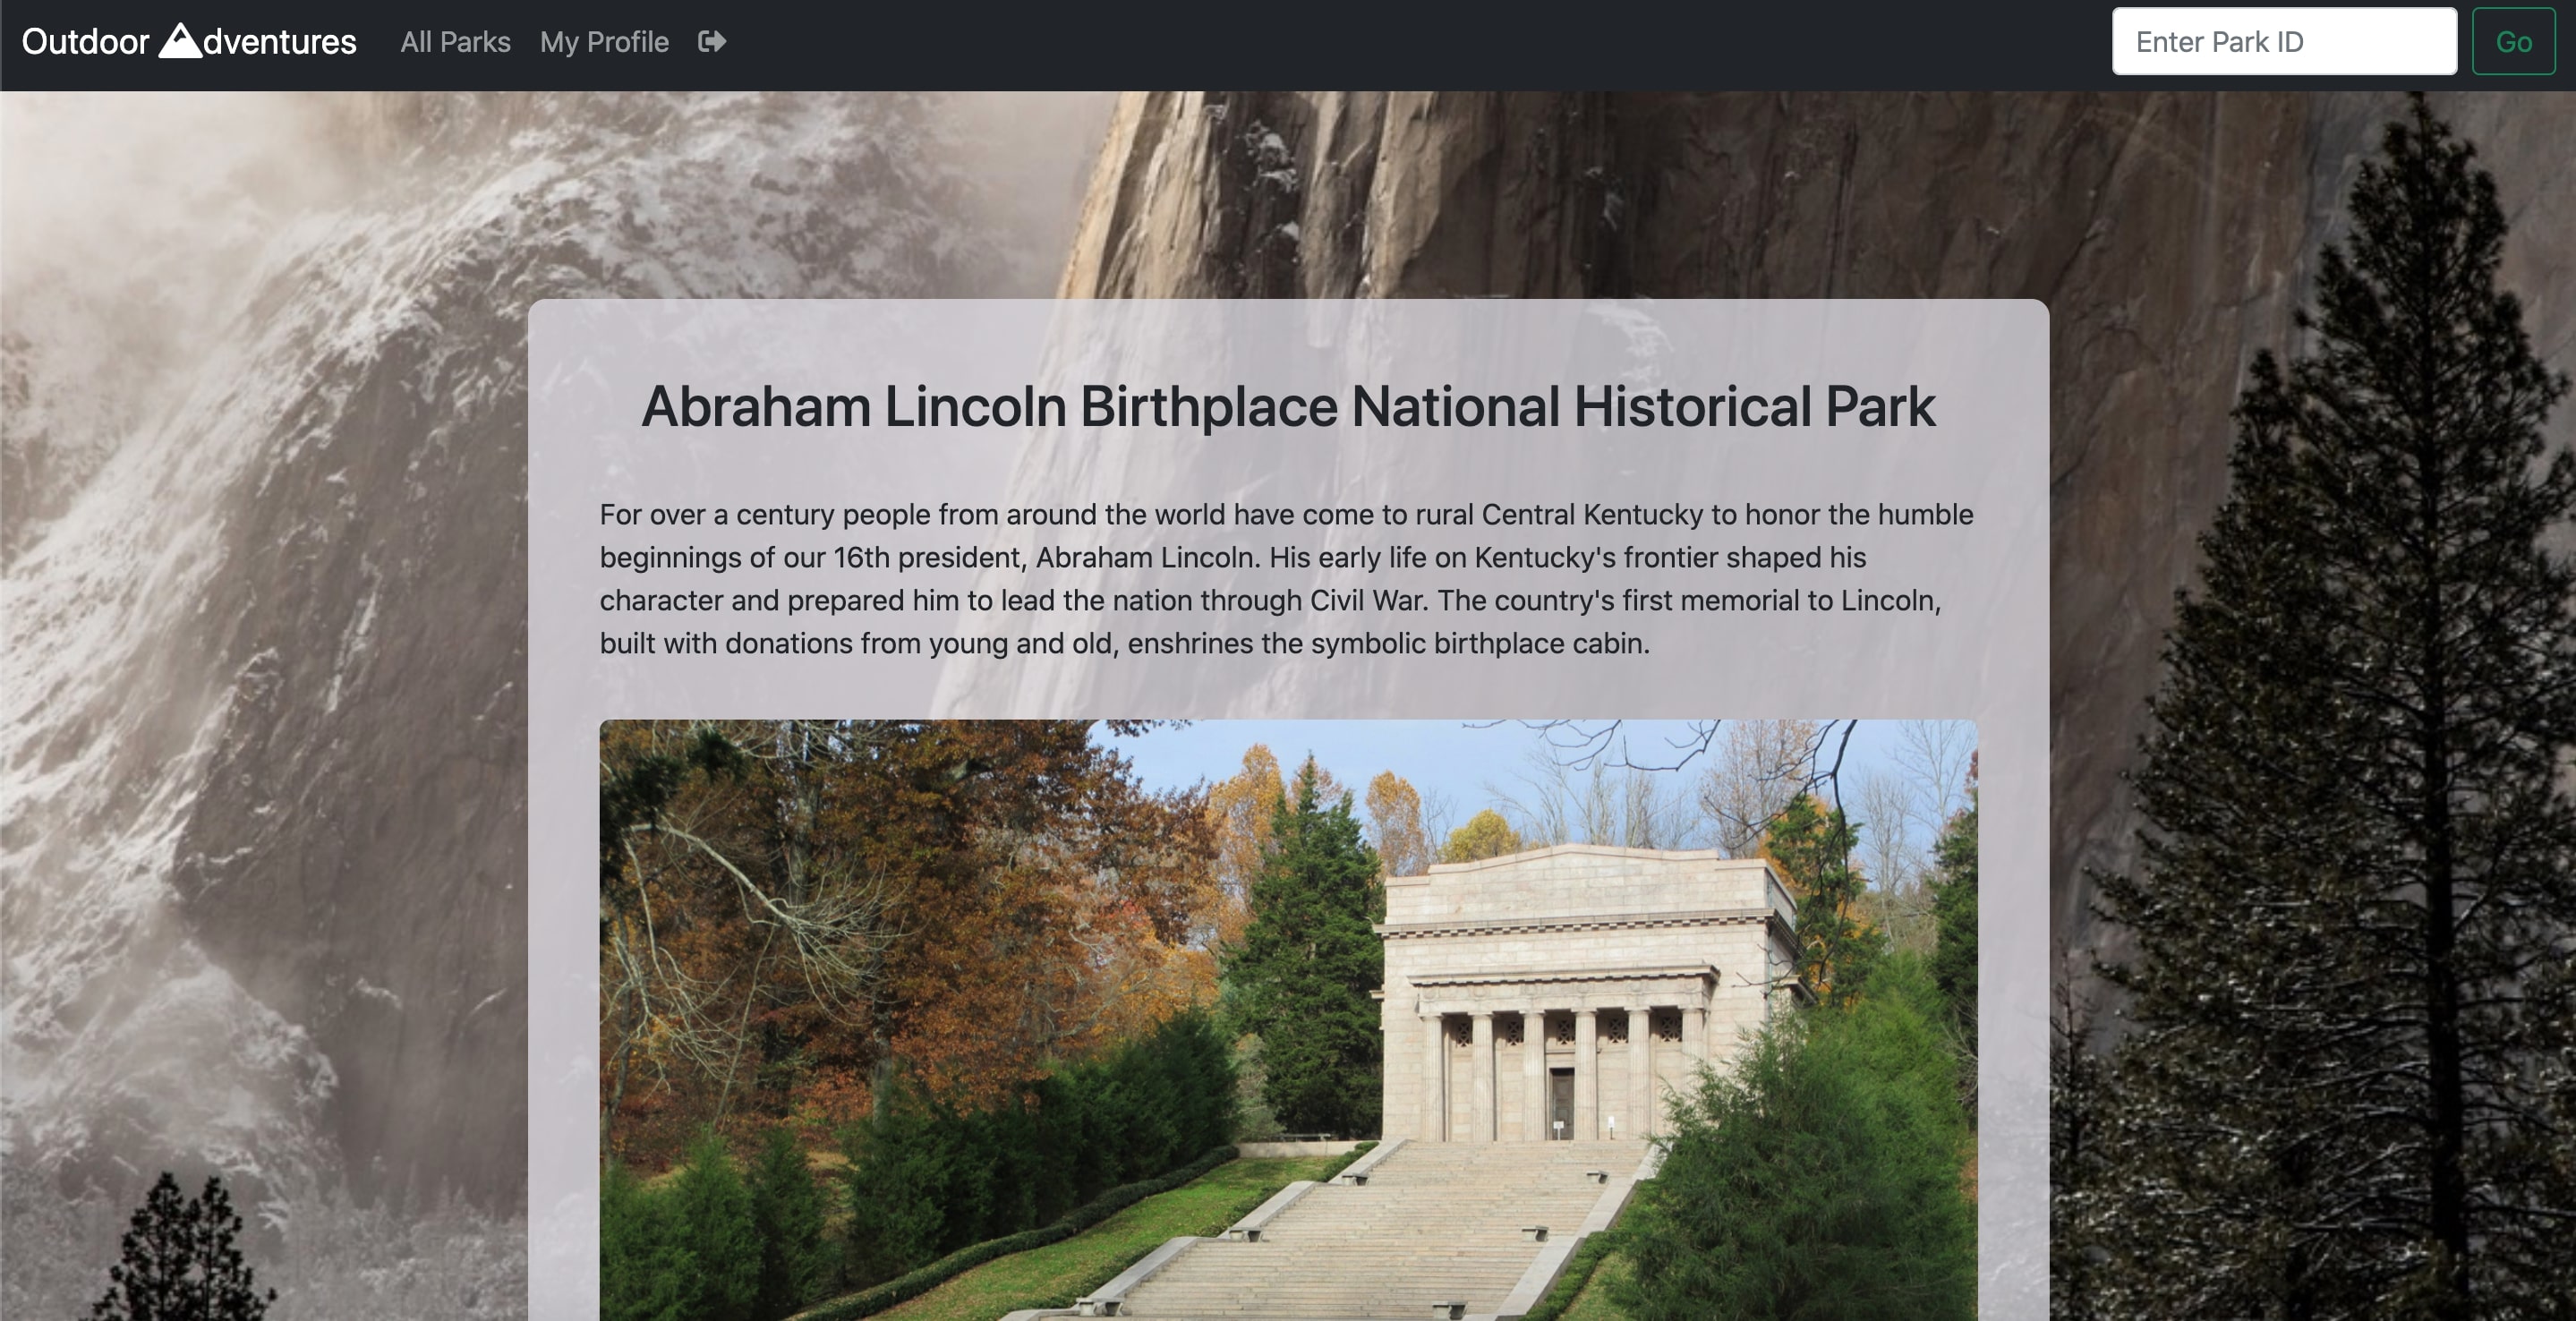 Outdoor dventures All Parks My Profile Enter Park ID Go
Abraham Lincoln Birthplace National Historical Park
For over a century people from around the world have come to rural Central Kentucky to honor the humble
beginnings of our 16th president, Abraham Lincoln. His early life on Kentucky's frontier shaped his
character and prepared him to lead the nation through Civil War. The country's first memorial to Lincoln,
built with donations from young and old, enshrines the symbolic birthplace cabin.